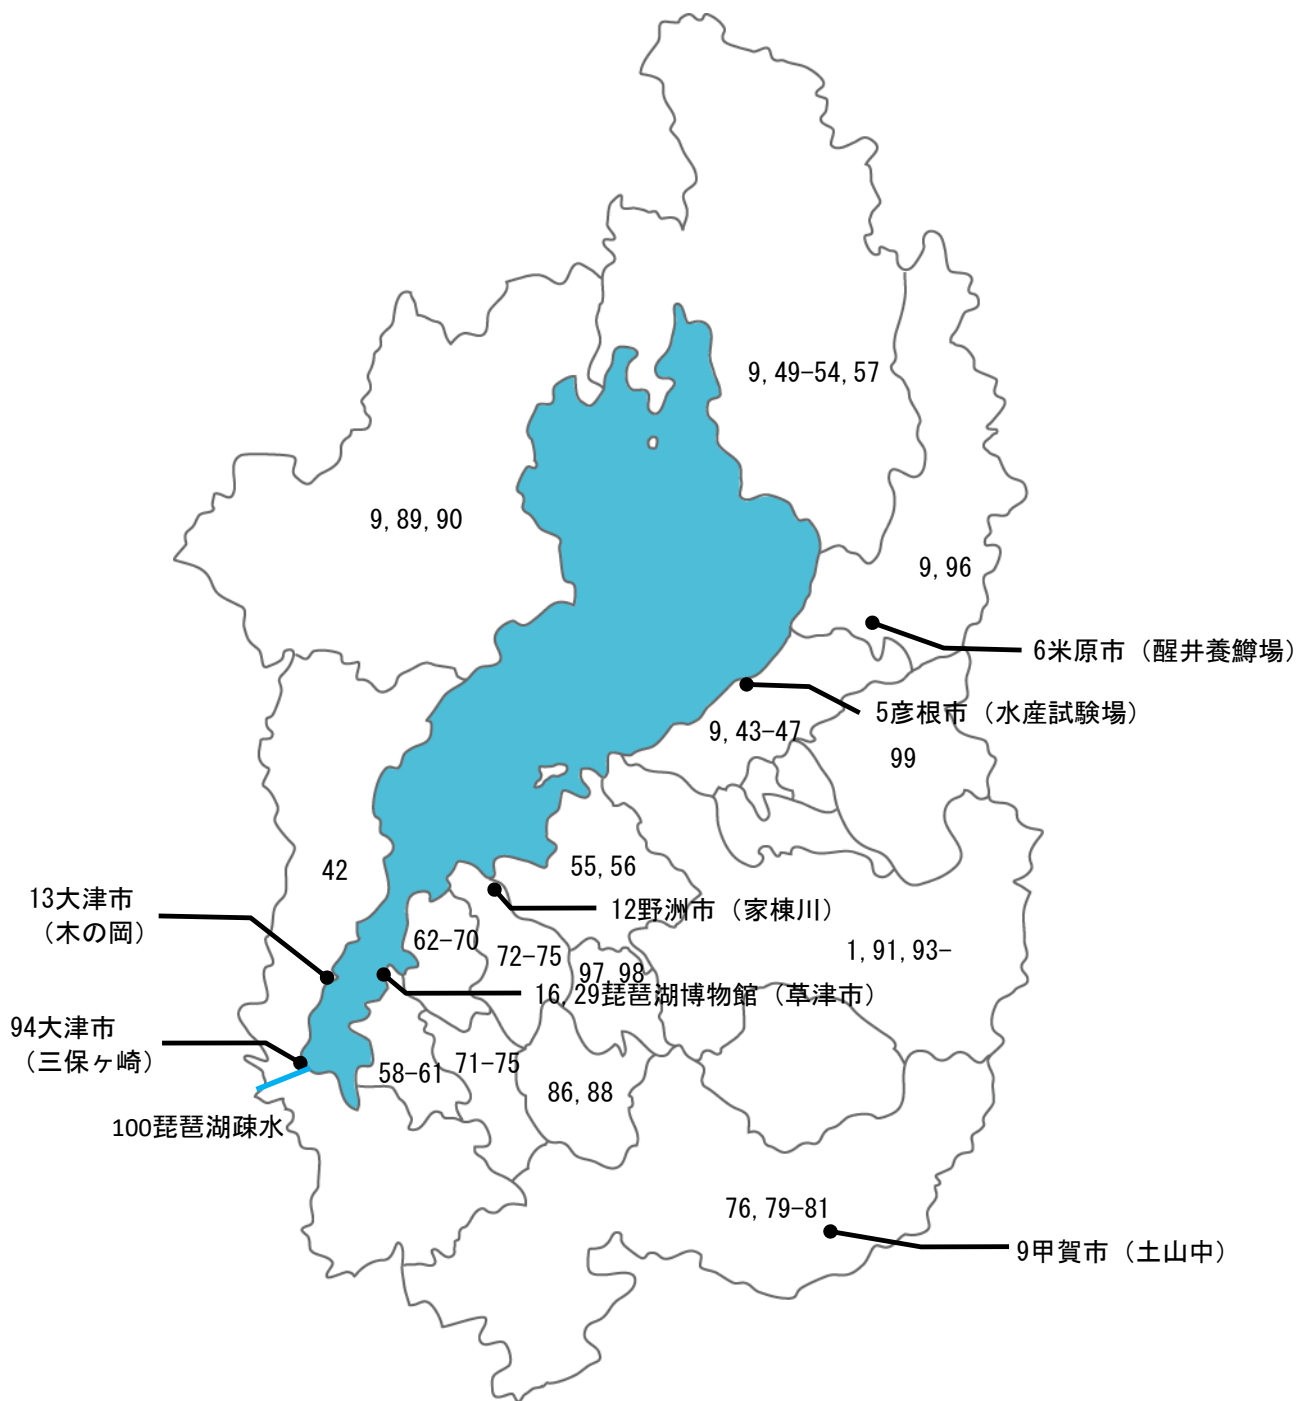 9, 49-54, 57
9, 89, 90
9, 96
6米原市（醒井養鱒場）
5彦根市（水産試験場）
9, 43-47
99
42
55, 56
13大津市
（木の岡）
12野洲市（家棟川）
62-70
72-75
97, 98
1, 91, 93-
16, 29琵琶湖博物館（草津市）
94大津市
（三保ヶ崎）
58-61
71-75
86, 88
100琵琶湖疎水
76, 79-81
9甲賀市（土山中）